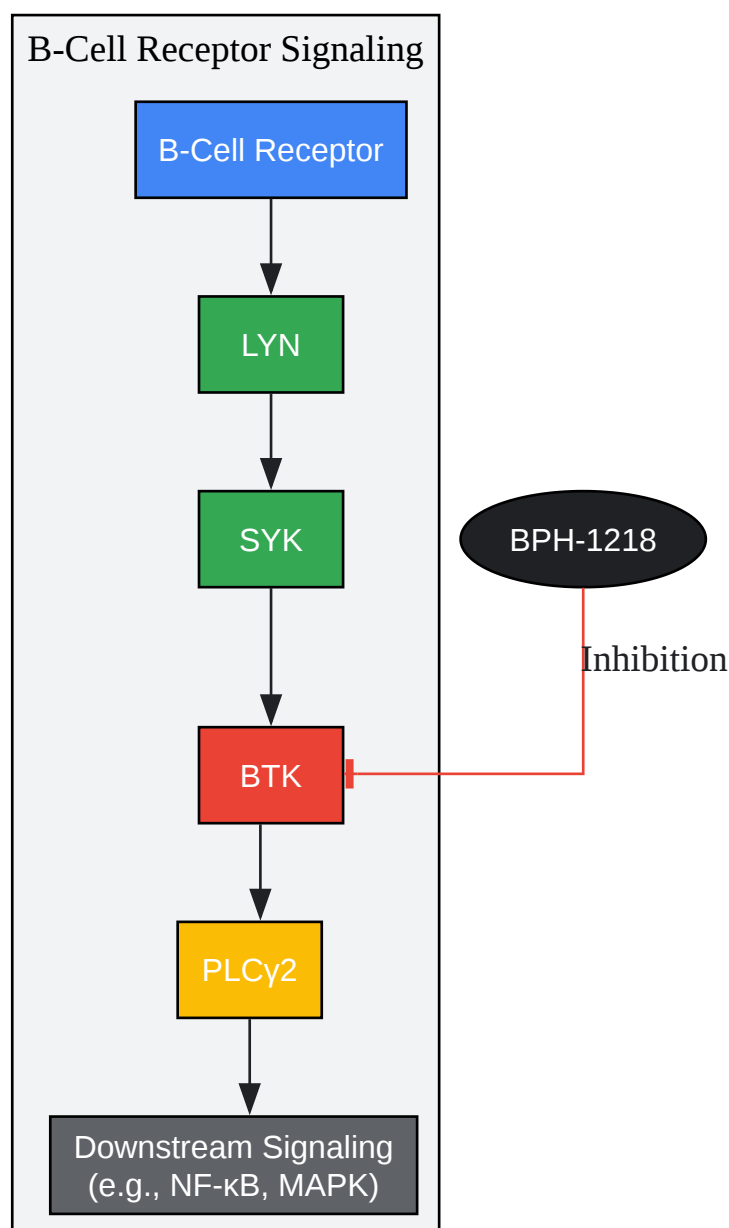 B-Cell Receptor Signaling
B-Cell Receptor
LYN
SYK
BPH-1218
Inhibition
BTK
PLCγ2
Downstream Signaling
(e.g., NF-κB, MAPK)